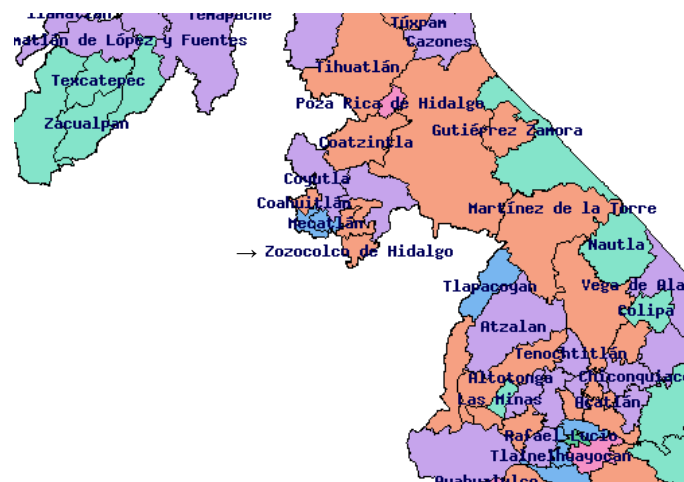 Temapache
Túxpam
Cazones
matlán de López y Fuentes
Tihuatlán
Texcatepec
Poza Rica de Hidalgo
Zacualpan
Gutiérrez Zamora
Coatzintla
Coyutla
Coahuitlán
Martínez de la Torre
Mecatlán
Nautla
→ Zozocolco de Hidalgo
Tlapacoyan
Vega de Ala
Colipa
Atzalan
Tenochtitlán
Altotonga
Chiconquiaco
Las Minas
Acatlán
Rafael Lucio
Tlalnelhuayocan